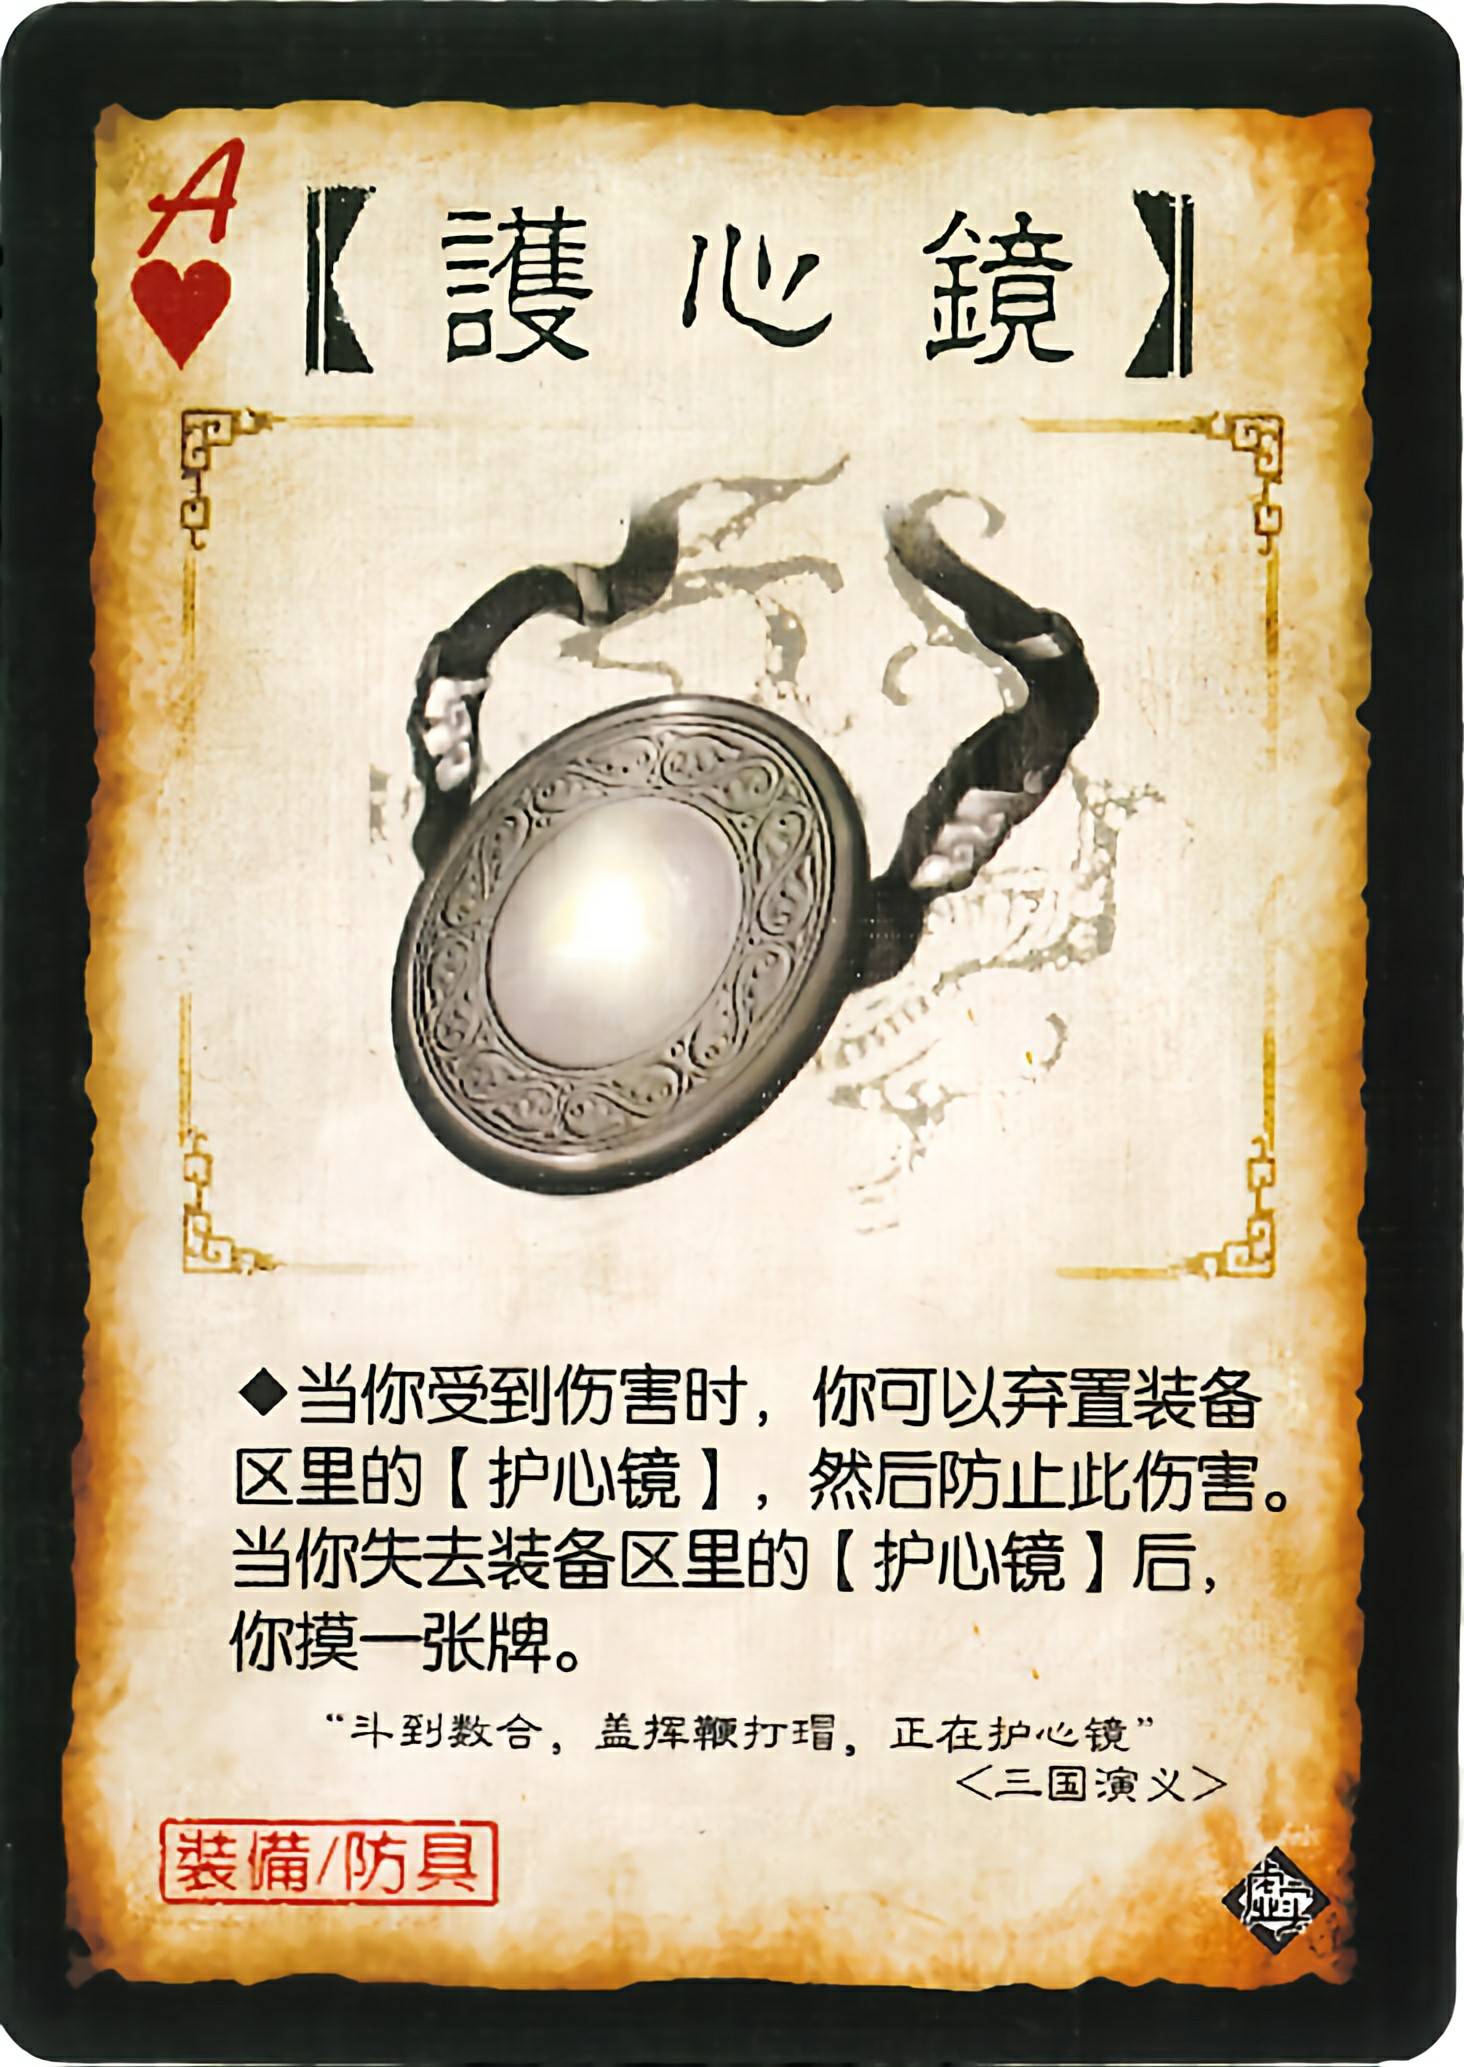 A
【護心鏡】
◆当你受到伤害时，你可以弃置装备
区里的【护心镜】，然后防止此伤害。
当你失去装备区里的【护心镜】后，
你摸一张牌。
“斗到数合，盖挥鞭打瑁，正在护心镜”
<三国演义>
裝備/防具